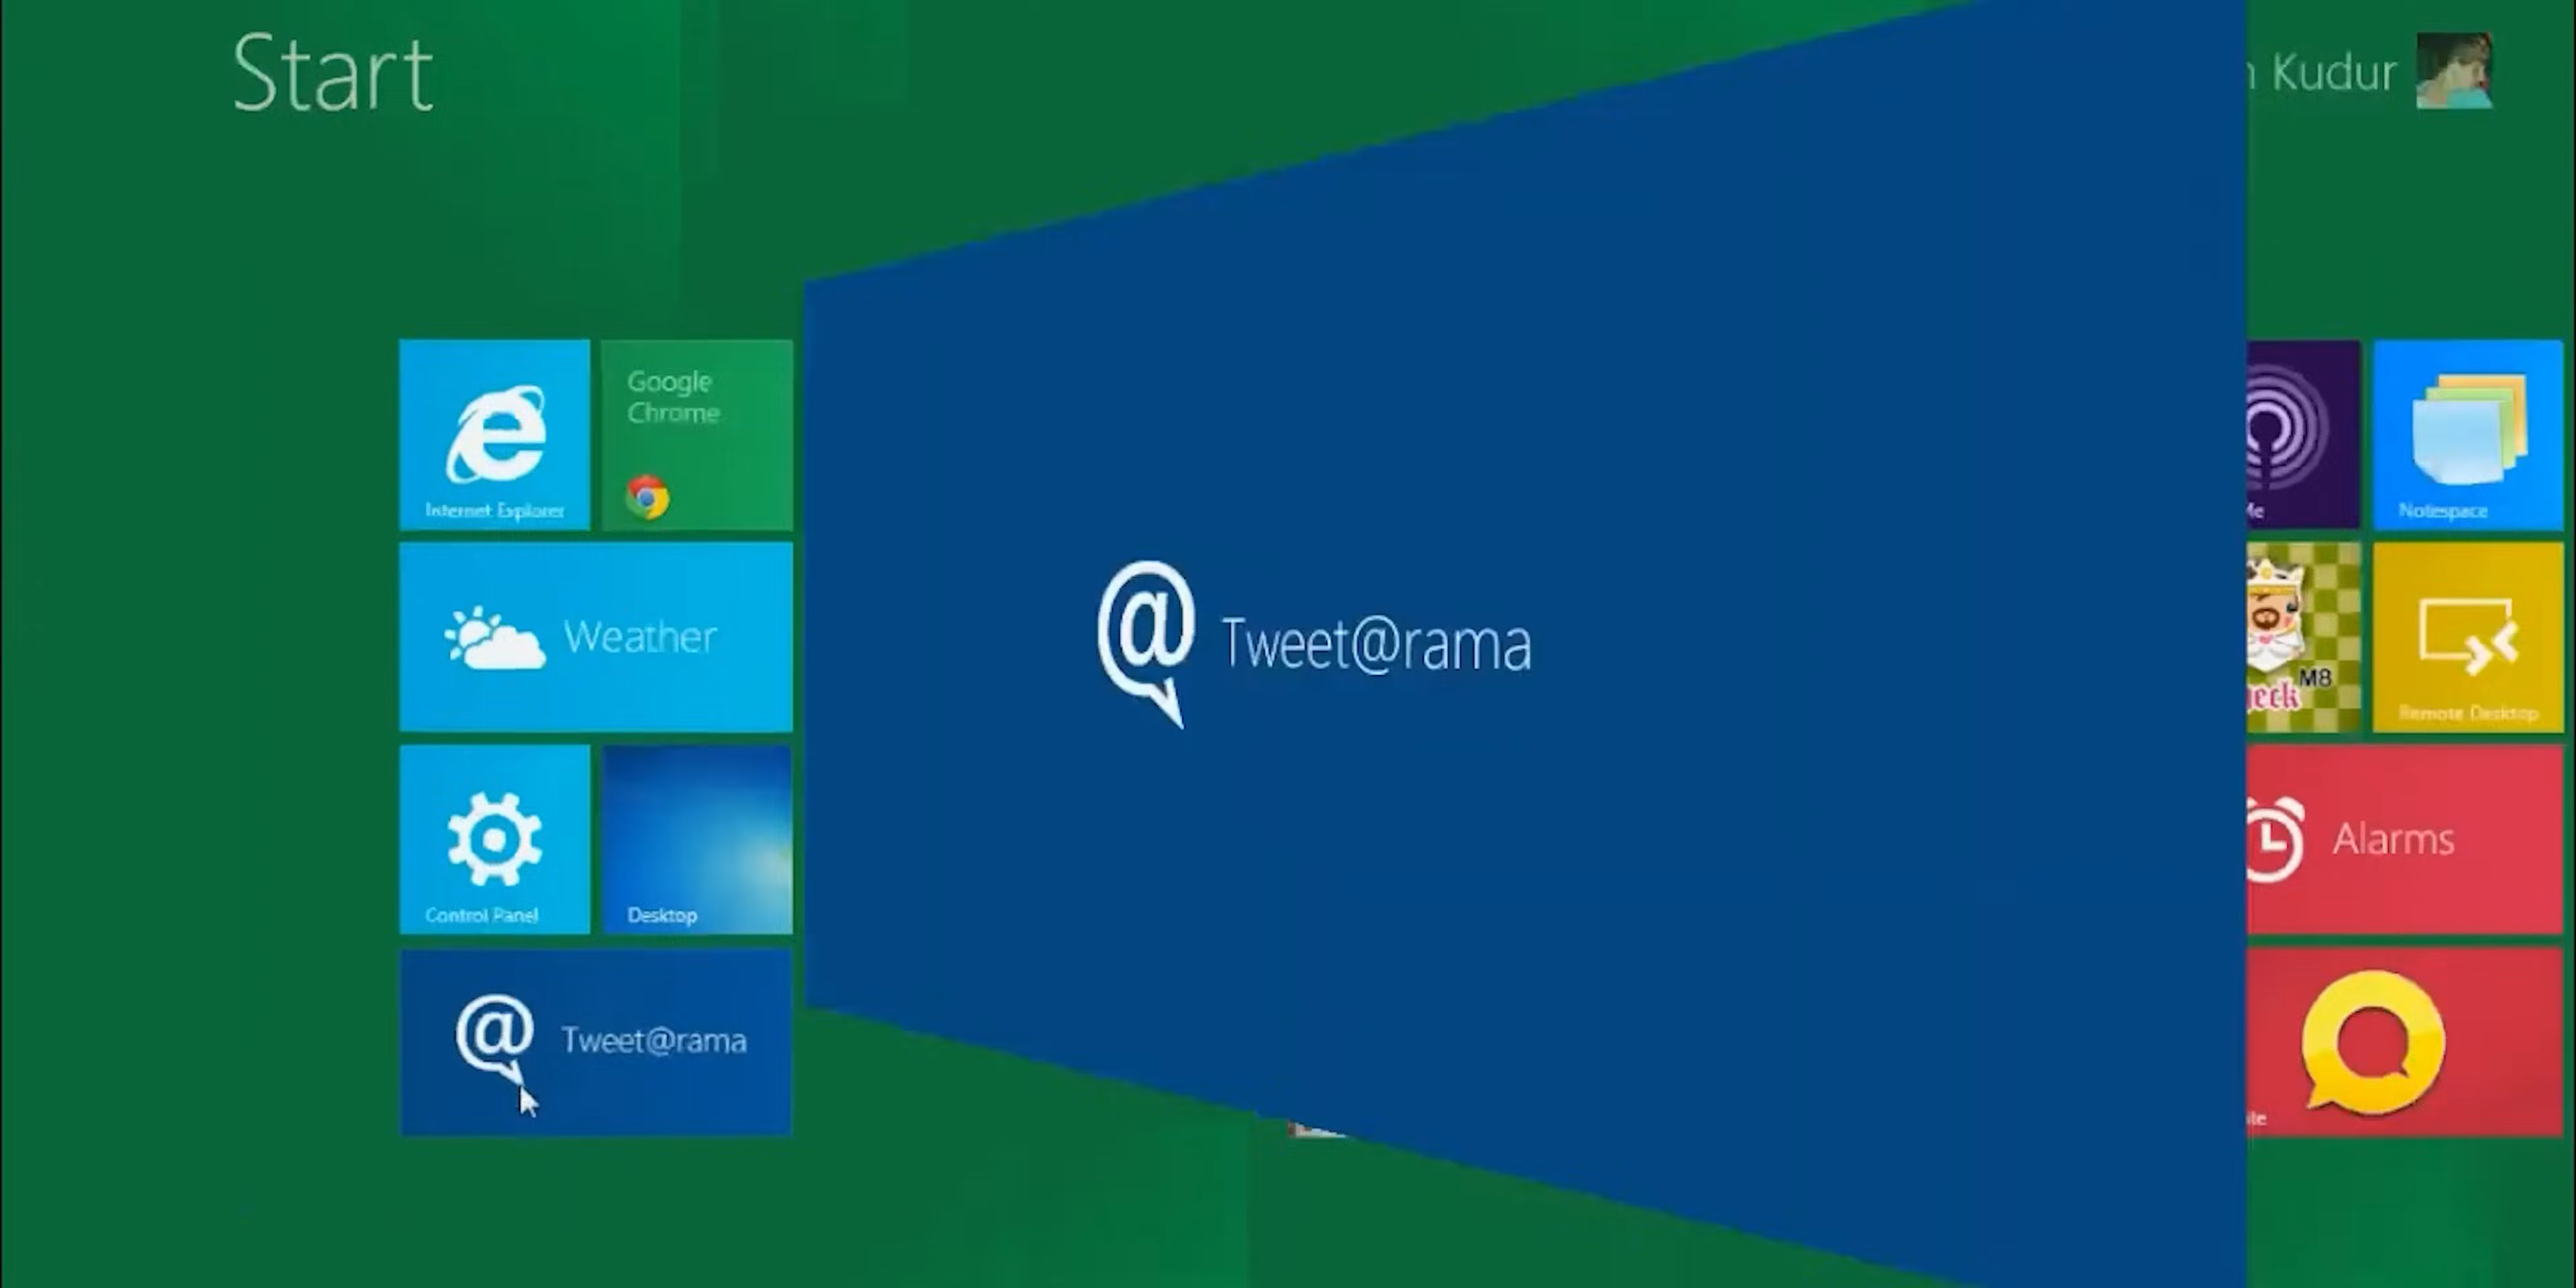 Start
Kudur
Internet Explorer
Google
Chrome
Weather
Control Panel
Desktop
@ Tweet@rama
@ Tweet@rama
Me
Notespace
M8
Remote Desktop
Alarms